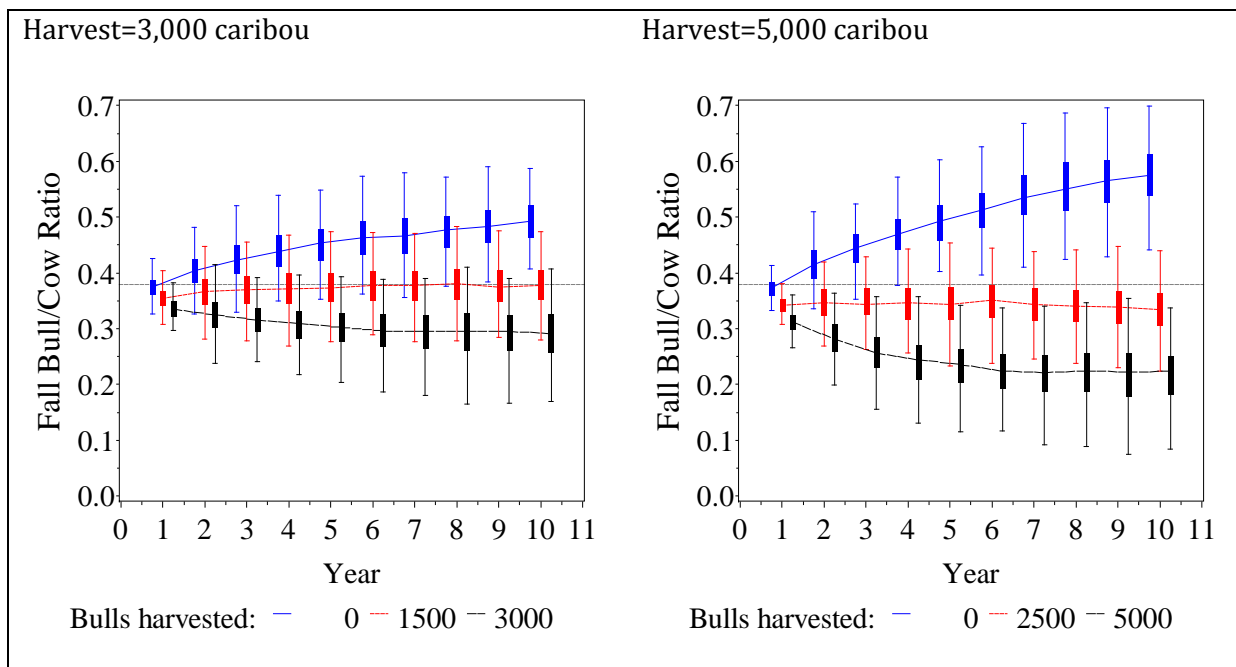 Harvest=3,000 caribou
Fall Bull/Cow Ratio
0.7
0.6
0.5
0.4
0.3
0.2
0.1
0.0
0 1 2 3 4 5 6 7 8 9 10 11
Year
Bulls harvested: 0 1500 3000
Harvest=5,000 caribou
Fall Bull/Cow Ratio
0.7
0.6
0.5
0.4
0.3
0.2
0.1
0.0
0 1 2 3 4 5 6 7 8 9 10 11
Year
Bulls harvested: 0 2500 5000